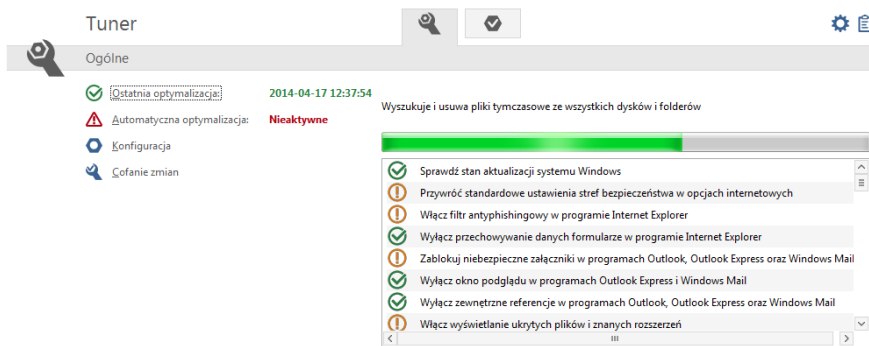 Tuner
Ogólne
Ostatnia optymalizacja: 2014-04-17 12:37:54
Automatyczna optymalizacja: Nieaktywne
Konfiguracja
Cofanie zmian
Wyszukuje i usuwa pliki tymczasowe ze wszystkich dysków i folderów
Sprawdź stan aktualizacji systemu Windows
Przywróć standardowe ustawienia stref bezpieczeństwa w opcjach internetowych
Włącz filtr antyphishingowy w programie Internet Explorer
Wyłącz przechowywanie danych formularze w programie Internet Explorer
Zablokuj niebezpieczne załączniki w programach Outlook, Outlook Express oraz Windows Mail
Wyłącz okno podglądu w programach Outlook Express i Windows Mail
Wyłącz zewnętrzne referencje w programach Outlook, Outlook Express oraz Windows Mail
Włącz wyświetlanie ukrytych plików i znanych rozszerzeń